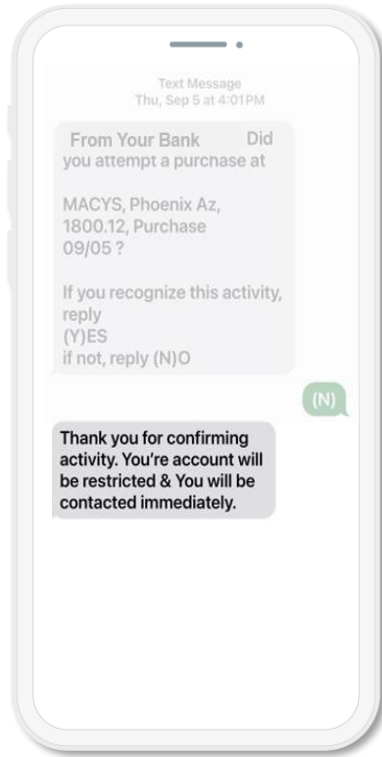 Text Message
Thu, Sep 5 at 4:01PM
From Your Bank Did
you attempt a purchase at
MACYS, Phoenix Az,
1800.12, Purchase
09/05 ?
If you recognize this activity,
reply
(Y)ES
if not, reply (N)O
(N)
Thank you for confirming
activity. You're account will
be restricted & You will be
contacted immediately.